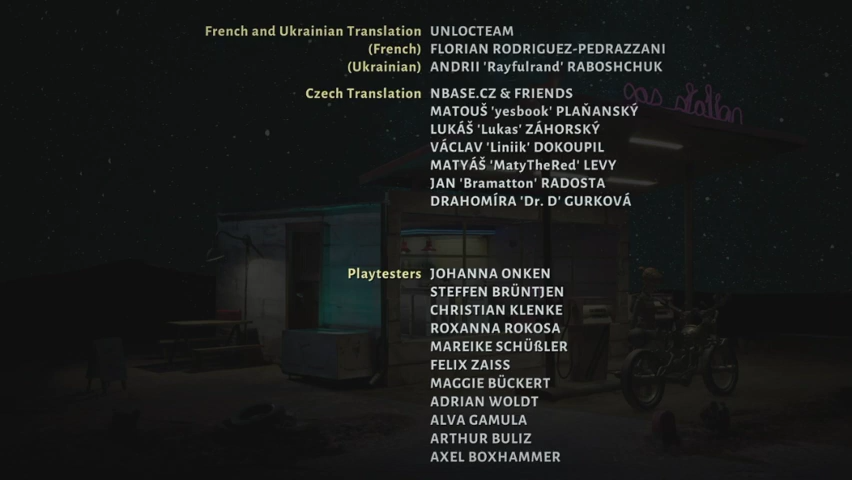 French and Ukrainian Translation UNLOCTEAM
(French) FLORIAN RODRIGUEZ-PEDRAZZANI
(Ukrainian) ANDRII 'Rayfulrand' RABOSHCHUK
Czech Translation NBASE.CZ & FRIENDS
MATOUŠ 'yesbook' PLAŇANSKÝ
LUKÁŠ 'Lukas' ZÁHORSKÝ
VÁCLAV 'Liniik' DOKOUPIL
MATYÁŠ 'MatyTheRed' LEVY
JAN 'Bramatton' RADOSTA
DRAHOMÍRA 'Dr. D' GURKOVÁ
Playtesters JOHANNA ONKEN
STEFFEN BRÜNTJEN
CHRISTIAN KLENKE
ROXANNA ROKOSA
MAREIKE SCHÜßLER
FELIX ZAISS
MAGGIE BÜCKERT
ADRIAN WOLDT
ALVA GAMULA
ARTHUR BULIZ
AXEL BOXHAMMER